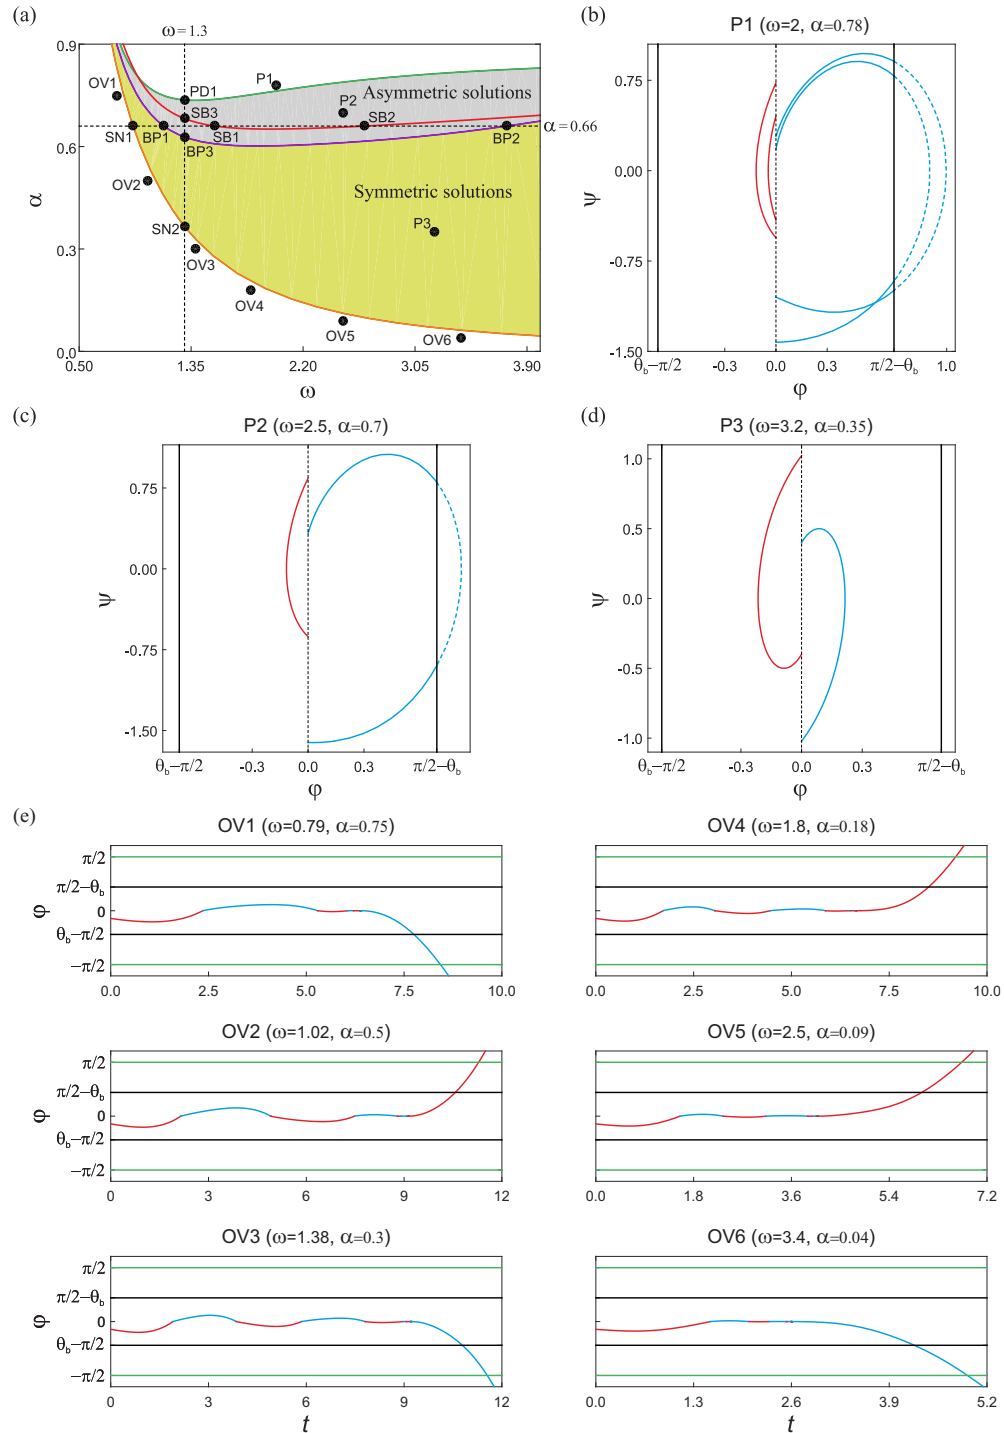 (a)
ω=1.3
0.9
0.6
0.3
0.0
α
OV1
PD1
P1
Asymmetric solutions
SB3
P2
SB2
α=0.66
SN1
BP1
SB1
BP2
BP3
OV2
Symmetric solutions
SN2
P3
OV3
OV4
OV5
OV6
0.50
1.35
2.20
3.05
3.90
ω
(b)
P1 (ω=2, α=0.78)
0.75
0.00
-0.75
-1.50
ψ
θb−π/2
-0.3
0.0
0.3
π/2−θb
1.0
φ
(c)
P2 (ω=2.5, α=0.7)
0.75
0.00
-0.75
-1.50
ψ
θb−π/2
-0.3
0.0
0.3
π/2−θb
φ
(d)
P3 (ω=3.2, α=0.35)
1.0
0.5
0.0
-0.5
-1.0
ψ
θb−π/2
-0.3
0.0
0.3
π/2−θb
φ
(e)
OV1 (ω=0.79, α=0.75)
π/2
π/2−θb
0
θb−π/2
−π/2
φ
0.0
2.5
5.0
7.5
10.0
OV4 (ω=1.8, α=0.18)
0.0
2.5
5.0
7.5
10.0
OV2 (ω=1.02, α=0.5)
π/2
π/2−θb
0
θb−π/2
−π/2
φ
0
3
6
9
12
OV5 (ω=2.5, α=0.09)
0.0
1.8
3.6
5.4
7.2
OV3 (ω=1.38, α=0.3)
π/2
π/2−θb
0
θb−π/2
−π/2
φ
0
3
6
9
12
t
OV6 (ω=3.4, α=0.04)
0.0
1.3
2.6
3.9
5.2
t